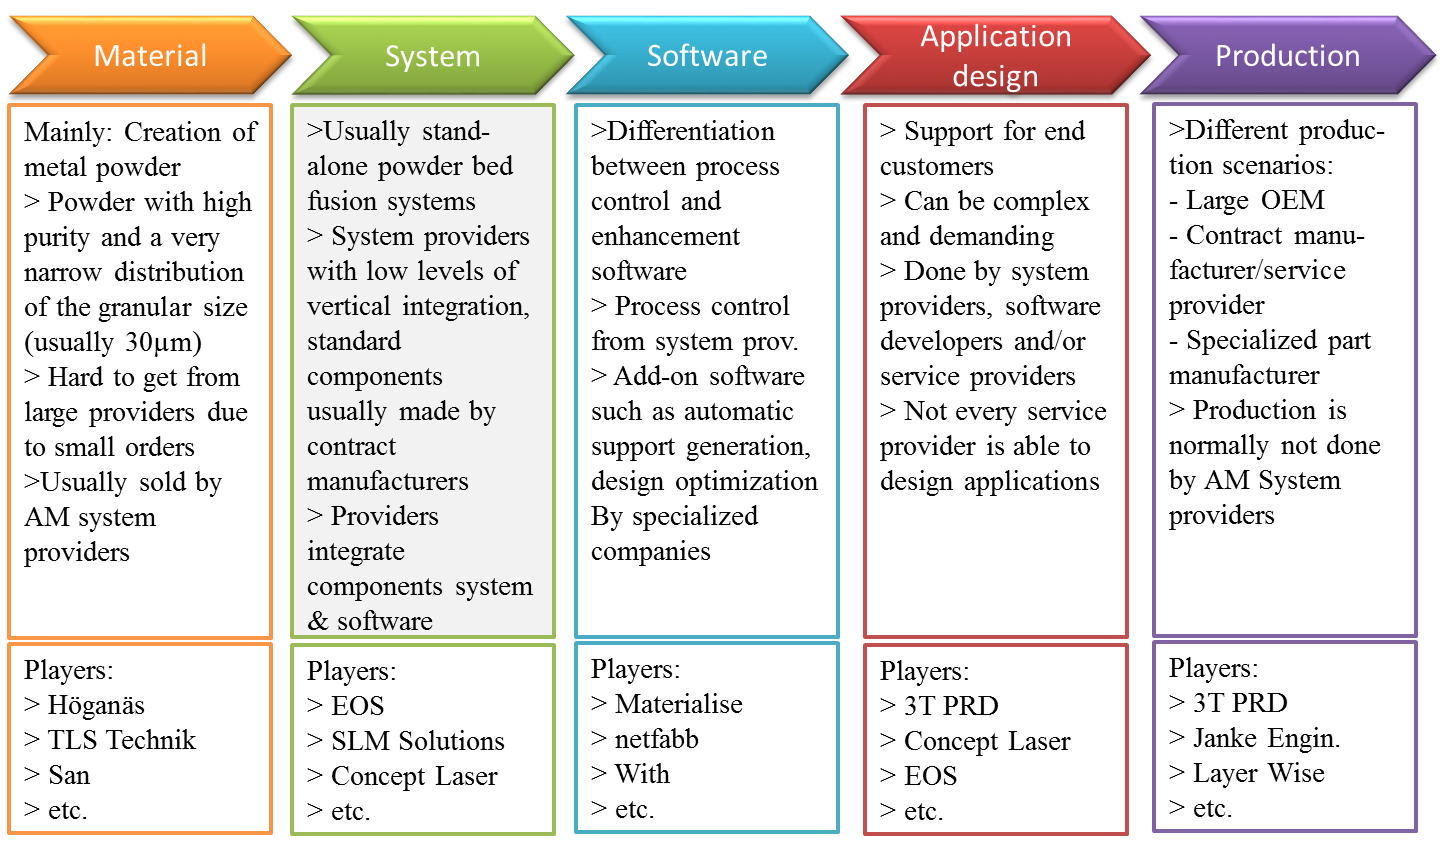 Material
System
Software
Application
design
Production
Mainly: Creation of
metal powder
> Powder with high
purity and a very
narrow distribution
of the granular size
(usually 30µm)
> Hard to get from
large providers due
to small orders
>Usually sold by
AM system
providers
>Usually stand-
alone powder bed
fusion systems
> System providers
with low levels of
vertical integration,
standard
components
usually made by
contract
manufacturers
> Providers
integrate
components system
& software
>Differentiation
between process
control and
enhancement
software
> Process control
from system prov.
> Add-on software
such as automatic
support generation,
design optimization
By specialized
companies
> Support for end
customers
> Can be complex
and demanding
> Done by system
providers, software
developers and/or
service providers
> Not every service
provider is able to
design applications
>Different produc-
tion scenarios:
- Large OEM
- Contract manu-
facturer/service
provider
- Specialized part
manufacturer
> Production is
normally not done
by AM System
providers
Players:
> Höganäs
> TLS Technik
> San
> etc.
Players:
> EOS
> SLM Solutions
> Concept Laser
> etc.
Players:
> Materialise
> netfabb
> With
> etc.
Players:
> 3T PRD
> Concept Laser
> EOS
> etc.
Players:
> 3T PRD
> Janke Engin.
> Layer Wise
> etc.